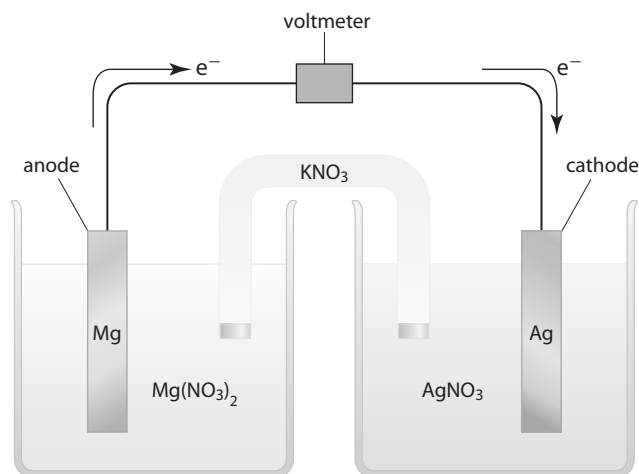 voltmeter
e⁻
e⁻
anode
KNO₃
cathode
Mg
Ag
Mg(NO₃)₂
AgNO₃